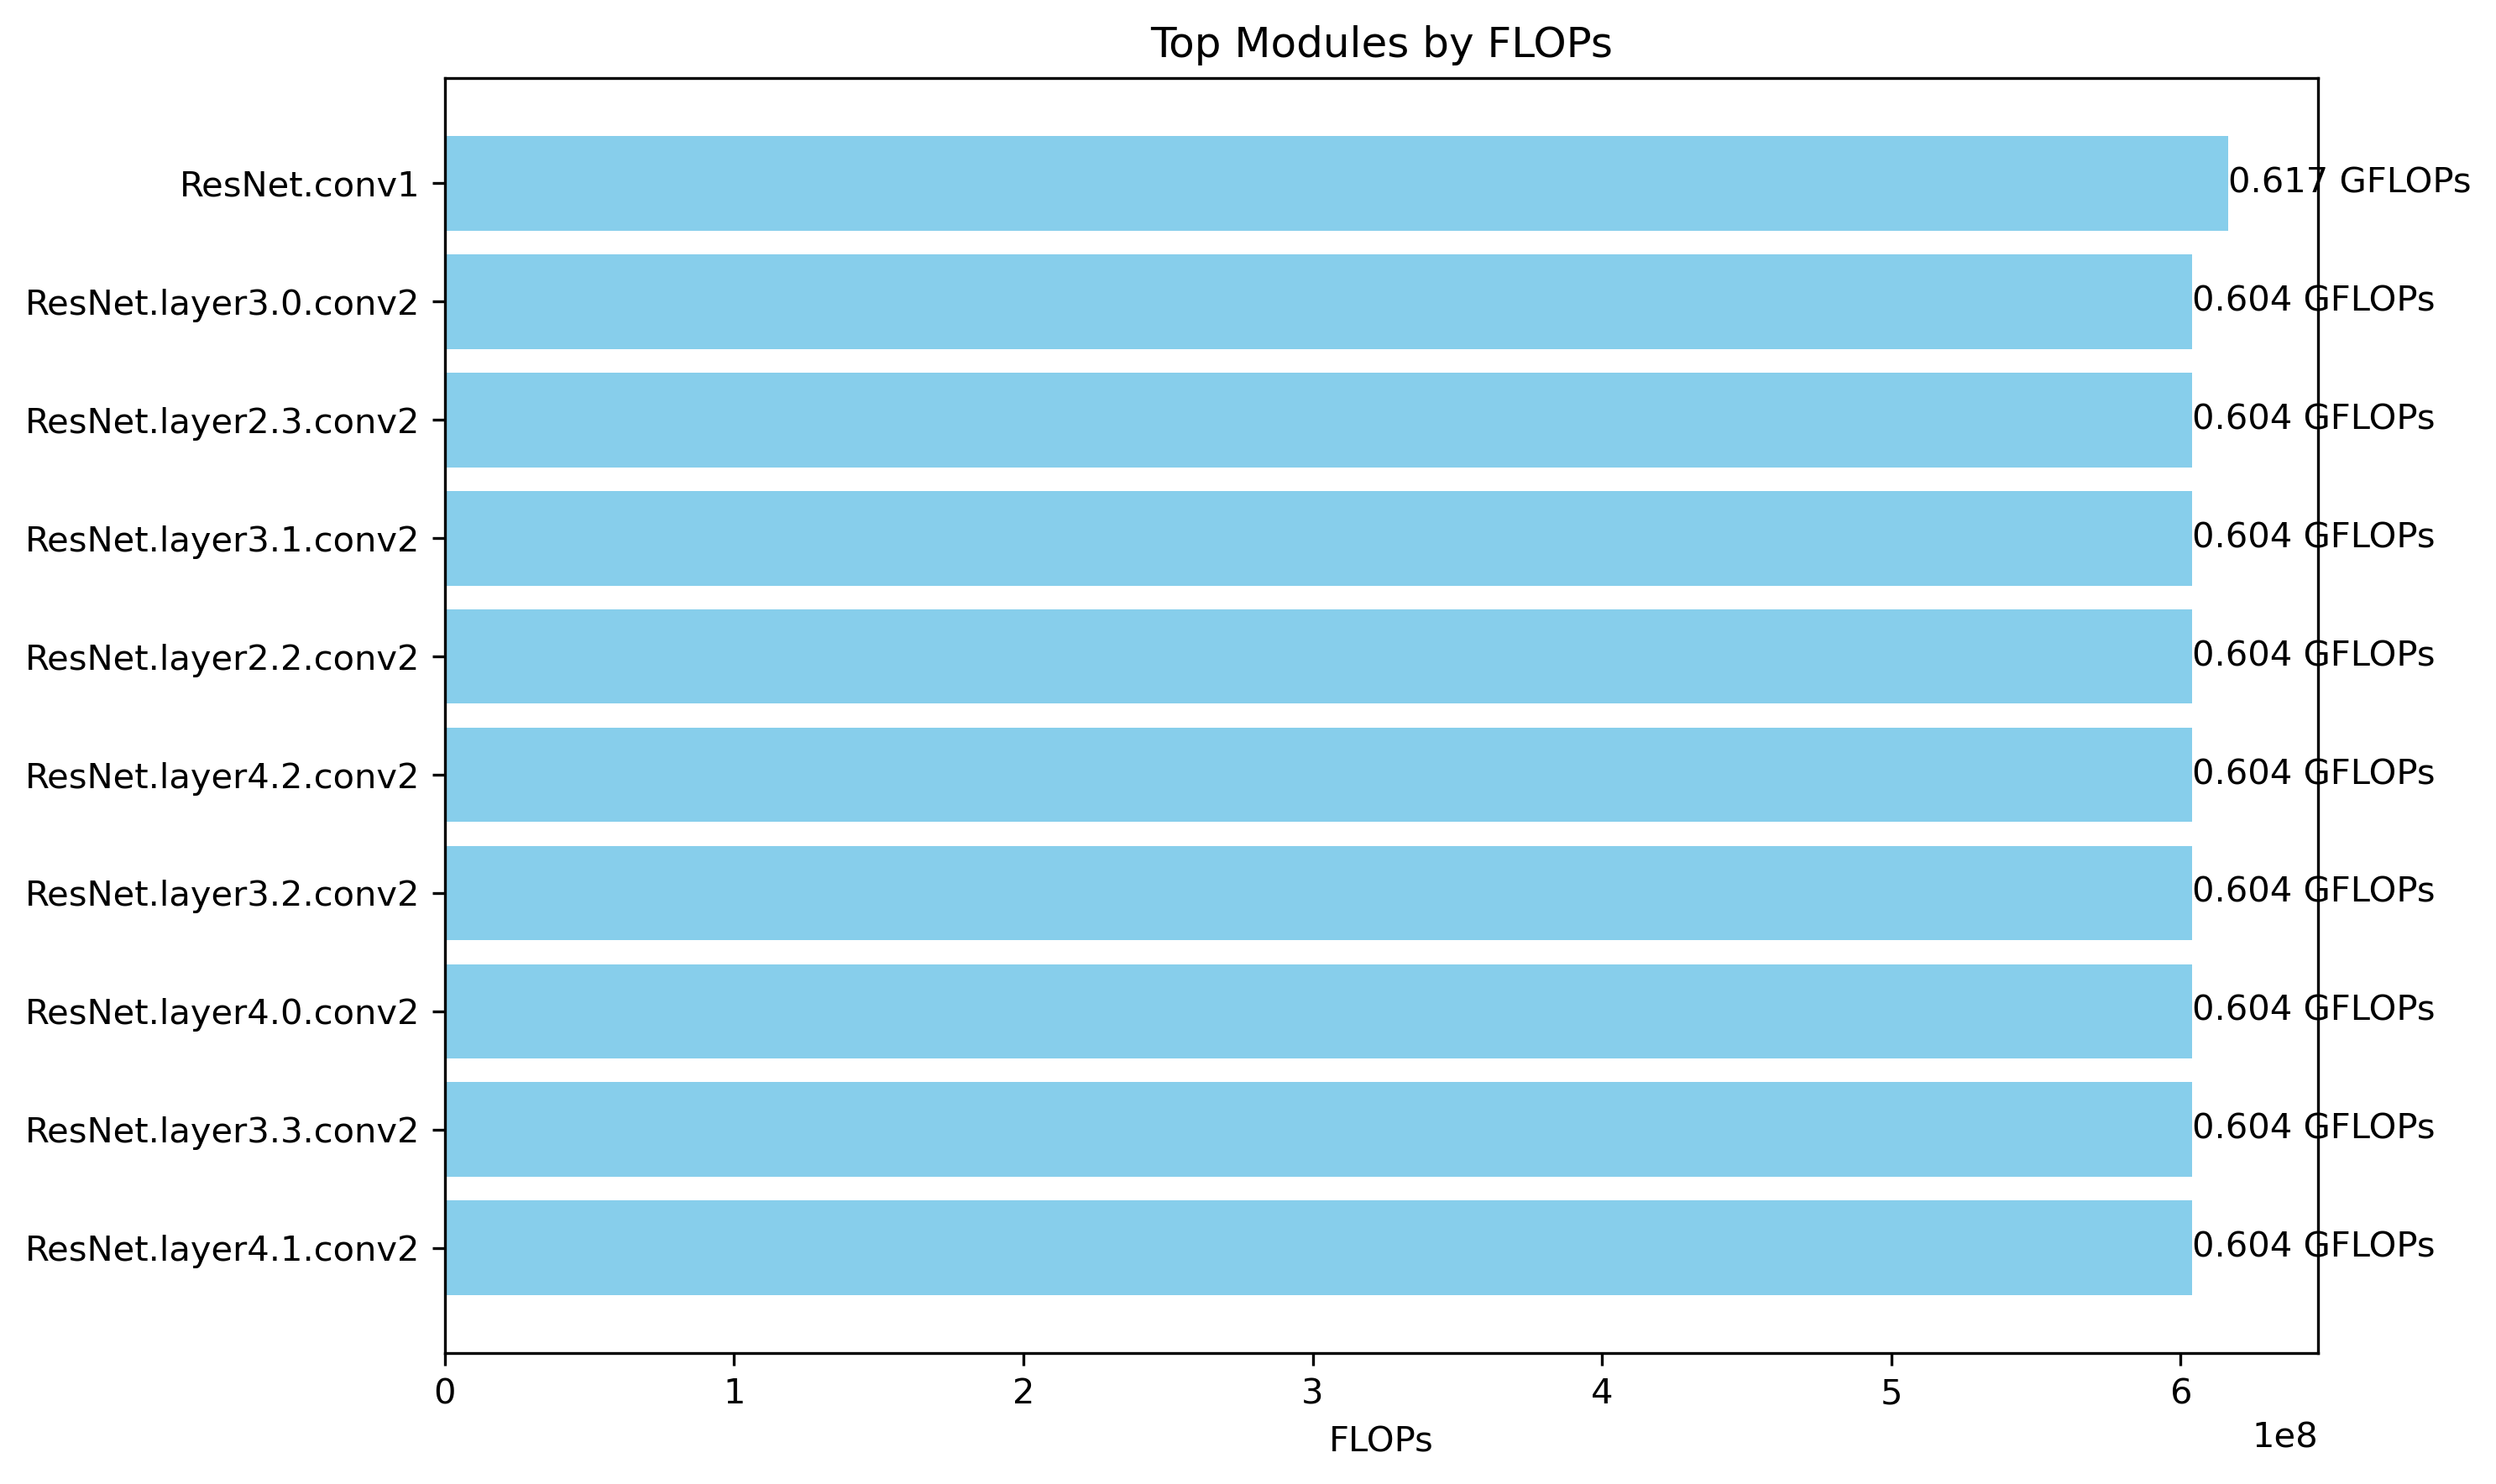 Top Modules by FLOPs
ResNet.conv1 0.617 GFLOPs
ResNet.layer3.0.conv2 0.604 GFLOPs
ResNet.layer2.3.conv2 0.604 GFLOPs
ResNet.layer3.1.conv2 0.604 GFLOPs
ResNet.layer2.2.conv2 0.604 GFLOPs
ResNet.layer4.2.conv2 0.604 GFLOPs
ResNet.layer3.2.conv2 0.604 GFLOPs
ResNet.layer4.0.conv2 0.604 GFLOPs
ResNet.layer3.3.conv2 0.604 GFLOPs
ResNet.layer4.1.conv2 0.604 GFLOPs
0 1 2 3 4 5 6
1e8
FLOPs